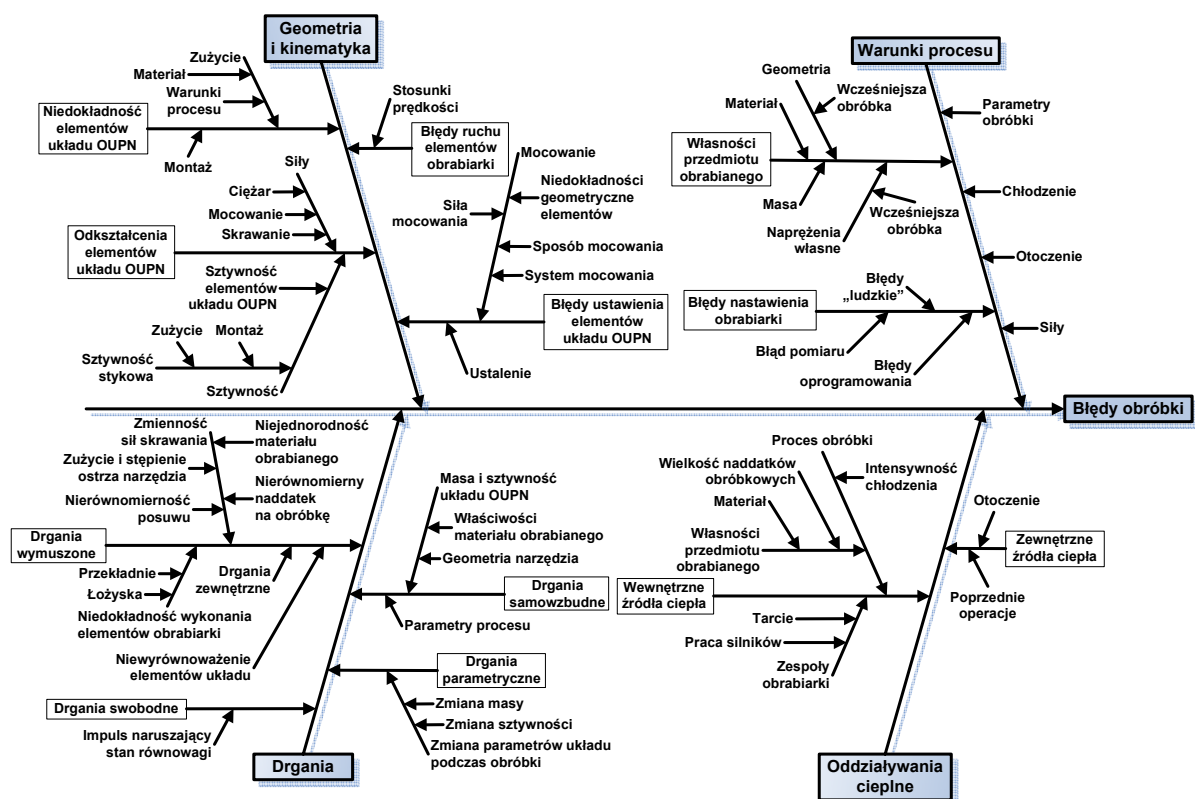 Geometria
i kinematyka
Zużycie
Materiał
Warunki
procesu
Niedokładność
elementów
układu OUPN
Montaż
Stosunki
prędkości
Błędy ruchu
elementów
obrabiarki
Siły
Ciężar
Mocowanie
Skrawanie
Odkształcenia
elementów
układu OUPN
Sztywność
elementów
układu OUPN
Zużycie
Montaż
Sztywność
stykowa
Sztywność
Mocowanie
Niedokładności
geometryczne
elementów
Siła
mocowania
Sposób mocowania
System mocowania
Błędy ustawienia
elementów
układu OUPN
Ustalenie
Warunki procesu
Geometria
Wcześniejsza
obróbka
Materiał
Parametry
obróbki
Własności
przedmiotu
obrabianego
Masa
Chłodzenie
Wcześniejsza
obróbka
Naprężenia
własne
Otoczenie
Błędy
„ludzkie”
Błędy nastawienia
obrabiarki
Siły
Błąd pomiaru
Błędy
oprogramowania
Błędy obróbki
Zmienność
sił skrawania
Niejednorodność
materiału
obrabianego
Zużycie i stępienie
ostrza narzędzia
Nierównomierny
naddatek
na obróbkę
Nierównomierność
posuwu
Drgania
wymuszone
Przekładnie
Łożyska
Drgania
zewnętrzne
Niedokładność wykonania
elementów obrabiarki
Niewyrównoważenie
elementów układu
Masa i sztywność
układu OUPN
Właściwości
materiału obrabianego
Geometria narzędzia
Drgania
samowzbudne
Parametry procesu
Drgania
parametryczne
Drgania swobodne
Zmiana masy
Zmiana sztywności
Impuls naruszający
stan równowagi
Zmiana parametrów układu
podczas obróbki
Drgania
Proces obróbki
Wielkość naddatków
obróbkowych
Intensywność
chłodzenia
Materiał
Otoczenie
Własności
przedmiotu
obrabianego
Zewnętrzne
źródła ciepła
Wewnętrzne
źródła ciepła
Poprzednie
operacje
Tarcie
Praca silników
Zespoły
obrabiarki
Oddziaływania
cieplne